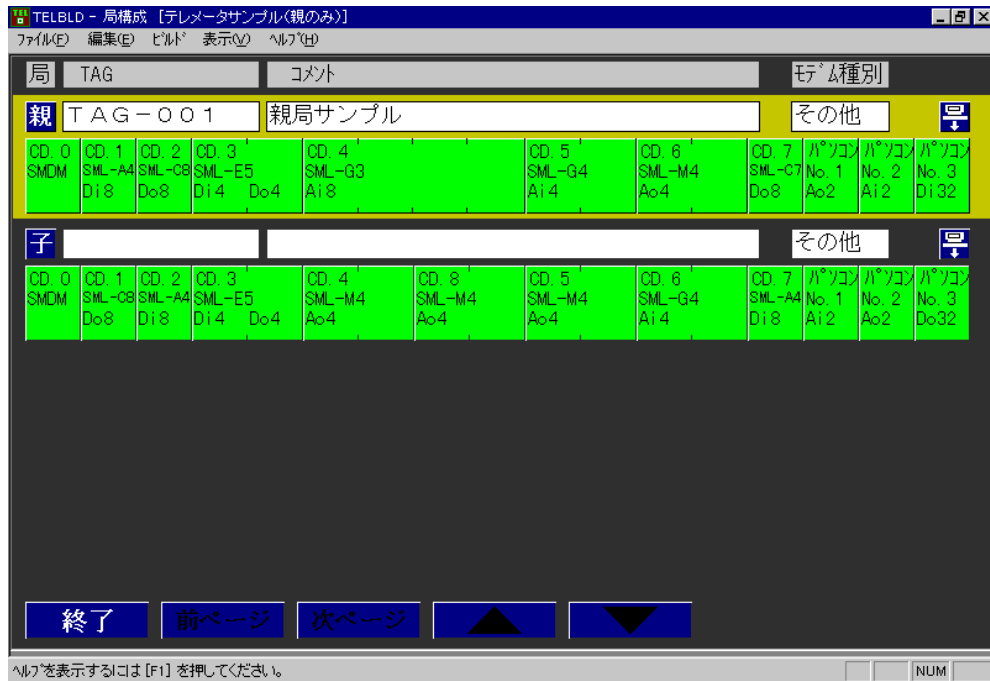 TELBLD - 局構成 [テレメータサンプル(親のみ)]
ファイル(F) 編集(E) ビルド 表示(V) ヘルプ(H)
局 TAG コメント モデム種別
親 ＴＡＧ－００１ 親局サンプル その他
CD. 0 CD. 1 CD. 2 CD. 3 CD. 4 CD. 5 CD. 6 CD. 7 パソコン パソコン パソコン
SMDM SML-A4 SML-C8 SML-E5 SML-G3 SML-G4 SML-M4 SML-C7 No. 1 No. 2 No. 3
Di8 Do8 Di4 Do4 Ai8 Ai4 Ao4 Do8 Ao2 Ai2 Di32
子 その他
CD. 0 CD. 1 CD. 2 CD. 3 CD. 4 CD. 8 CD. 5 CD. 6 CD. 7 パソコン パソコン パソコン
SMDM SML-C8 SML-A4 SML-E5 SML-M4 SML-M4 SML-M4 SML-G4 SML-A4 No. 1 No. 2 No. 3
Do8 Di8 Di4 Do4 Ao4 Ao4 Ao4 Ai4 Di8 Ai2 Ao2 Do32
終了 前ページ 次ページ
ヘルプを表示するには [F1] を押してください。 NUM